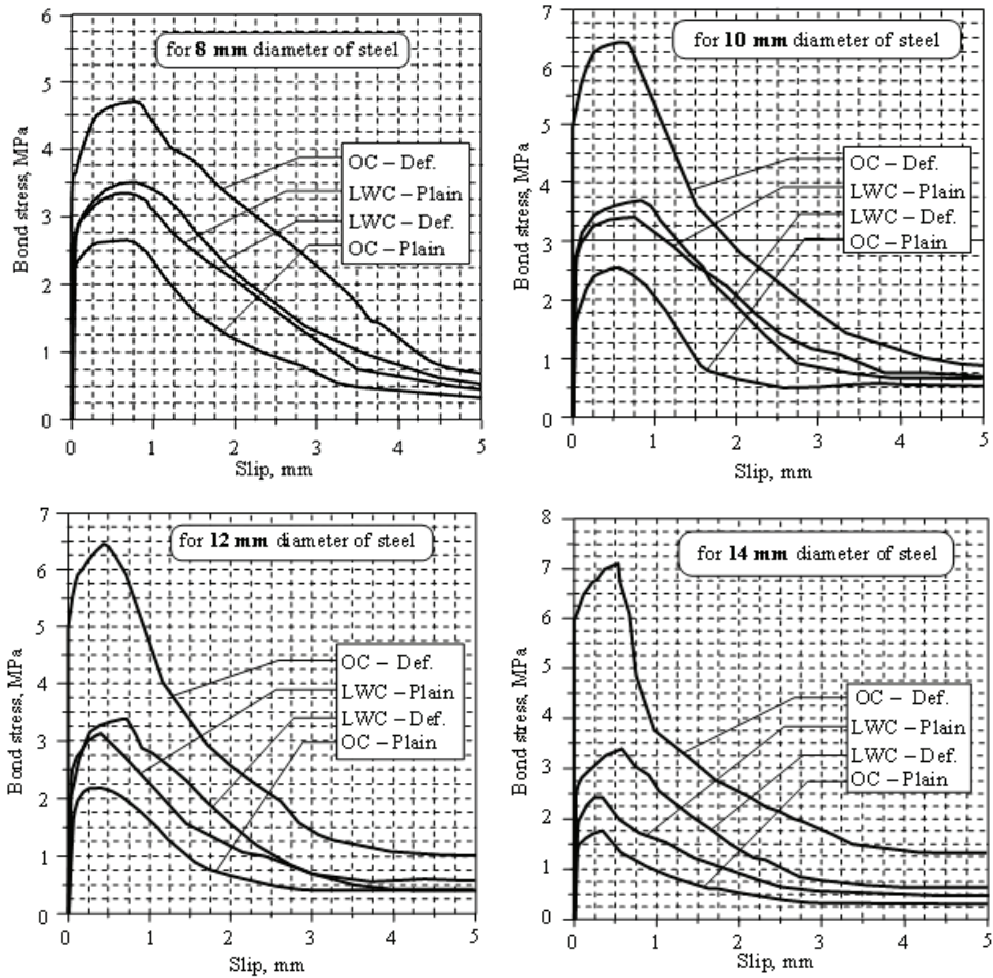 6
5
4
3
2
1
0
Bond stress, MPa
for 8 mm diameter of steel
OC – Def.
LWC – Plain
LWC – Def.
OC – Plain
0 1 2 3 4 5
Slip, mm
7
6
5
4
3
2
1
0
Bond stress, MPa
for 10 mm diameter of steel
OC – Def.
LWC – Plain
LWC – Def.
OC – Plain
0 1 2 3 4 5
Slip, mm
7
6
5
4
3
2
1
0
Bond stress, MPa
for 12 mm diameter of steel
OC – Def.
LWC – Plain
LWC – Def.
OC – Plain
0 1 2 3 4 5
Slip, mm
8
7
6
5
4
3
2
1
0
Bond stress, MPa
for 14 mm diameter of steel
OC – Def.
LWC – Plain
LWC – Def.
OC – Plain
0 1 2 3 4 5
Slip, mm